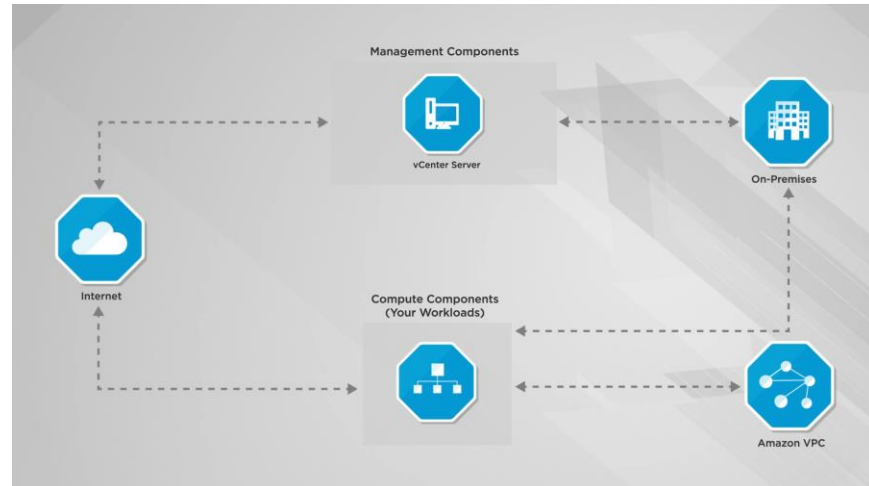 Management Components
vCenter Server
On-Premises
Internet
Compute Components
(Your Workloads)
Amazon VPC